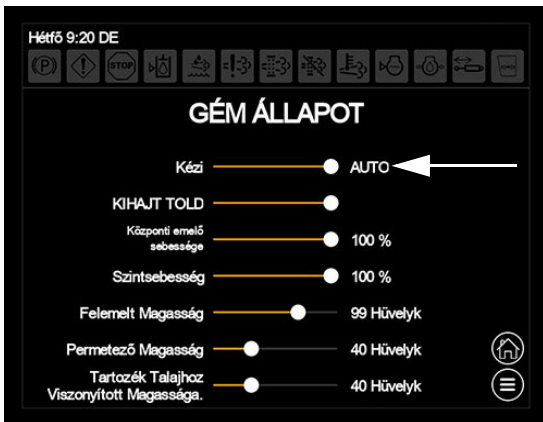 Hétfő 9:20 DE
(P) STOP
GÉM ÁLLAPOT
Kézi AUTO
KIHAJT TOLD
Központi emelő
sebessége 100 %
Szintsebesség 100 %
Felemelt Magasság 99 Hüvelyk
Permetező Magasság 40 Hüvelyk
Tartozék Talajhoz
Viszonyított Magassága. 40 Hüvelyk